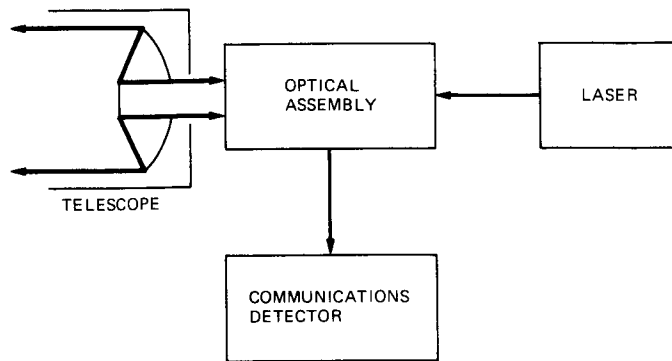 OPTICAL
ASSEMBLY
LASER
TELESCOPE
COMMUNICATIONS
DETECTOR